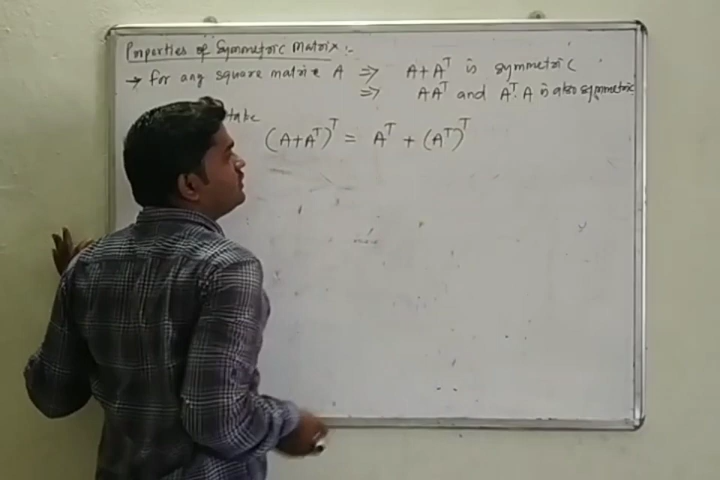 Properties of Symmetric Matrix :-
→ for any square matrix A ⇒ A+Aᵀ is symmetric
⇒ AAᵀ and Aᵀ.A is also symmetric
take
(A+Aᵀ)ᵀ = Aᵀ + (Aᵀ)ᵀ